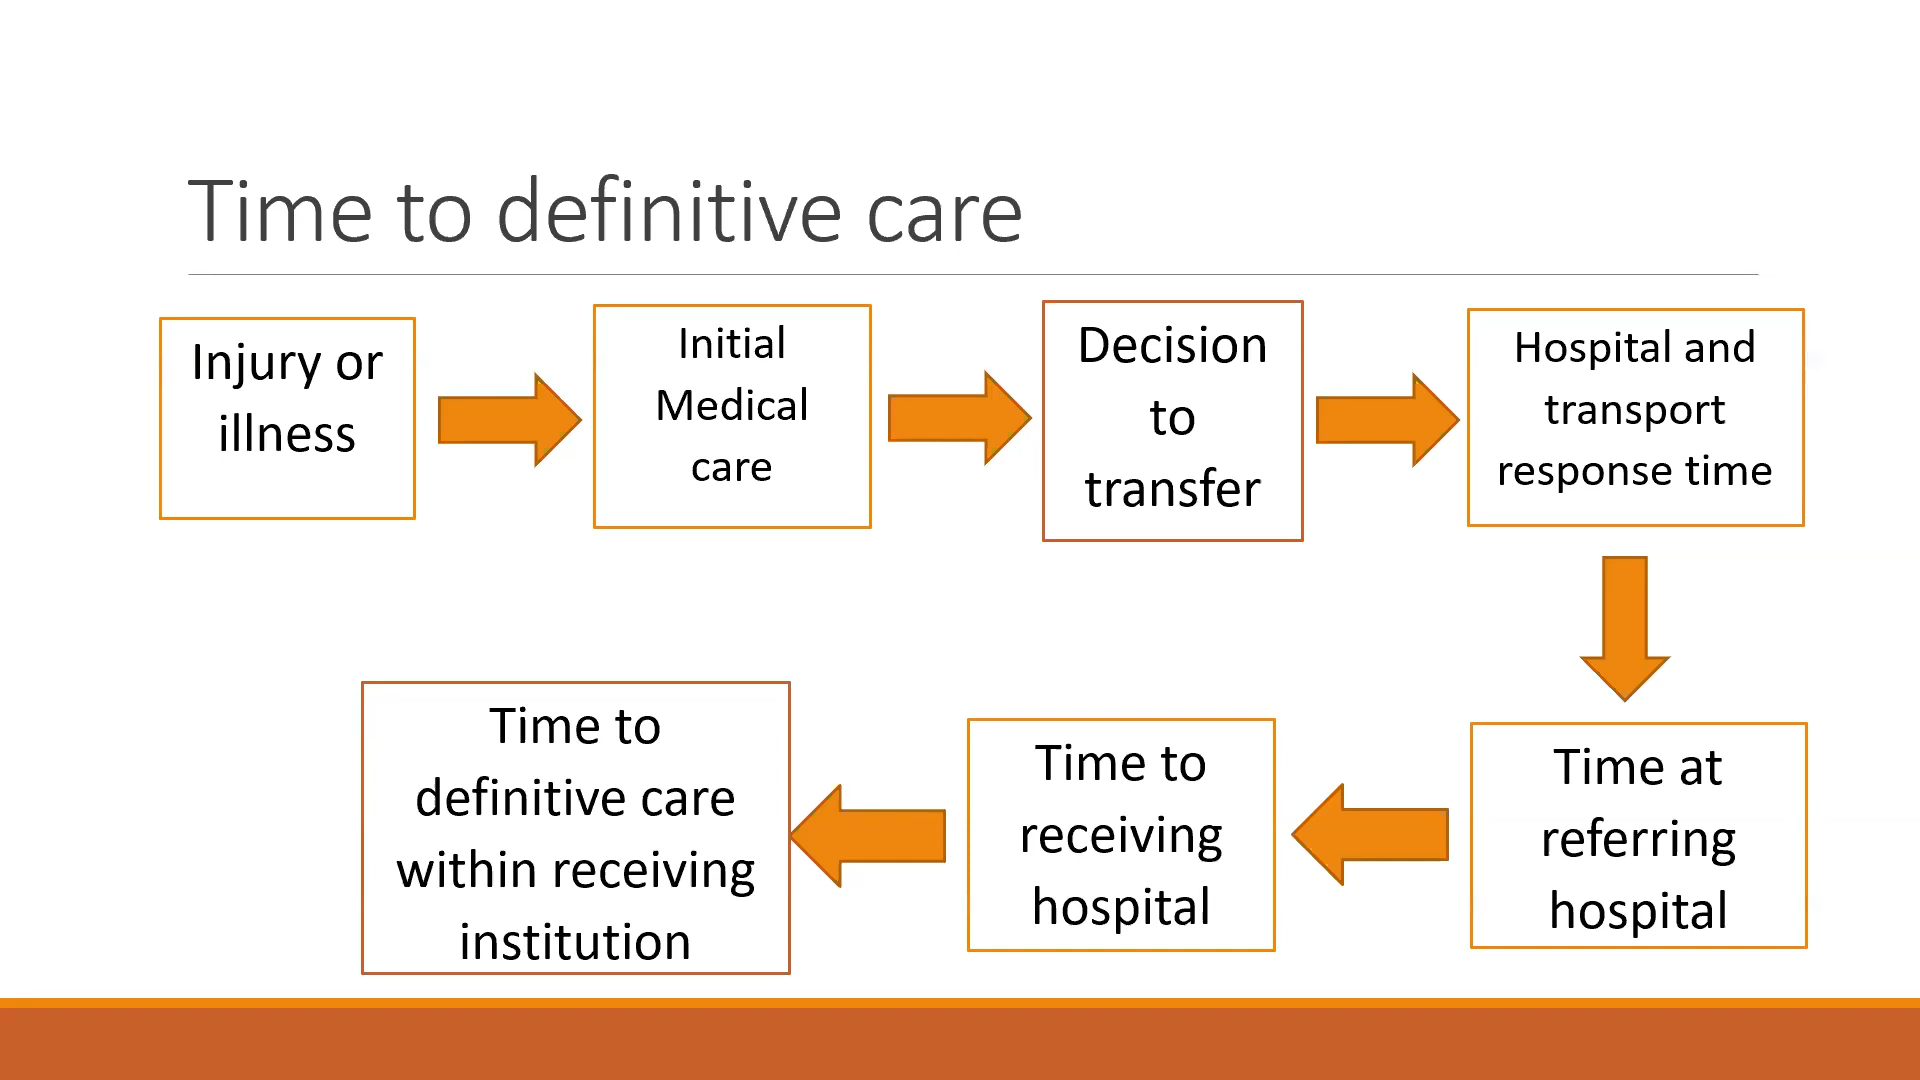 Time to definitive care
Injury or
illness
Initial
Medical
care
Decision
to
transfer
Hospital and
transport
response time
Time at
referring
hospital
Time to
receiving
hospital
Time to
definitive care
within receiving
institution